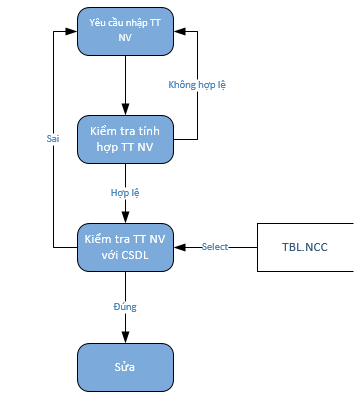 Yêu cầu nhập TT
NV
Không hợp lệ
Kiểm tra tính
hợp TT NV
Sai
Hợp lệ
Kiểm tra TT NV
với CSDL
Select
TBL.NCC
Đúng
Sửa